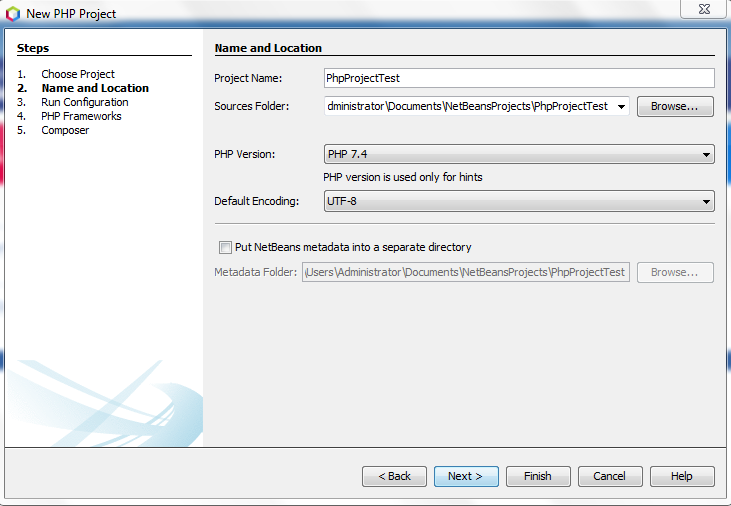 New PHP Project
Steps
1. Choose Project
2. Name and Location
3. Run Configuration
4. PHP Frameworks
5. Composer
Name and Location
Project Name: PhpProjectTest
Sources Folder: dministrator\Documents\NetBeansProjects\PhpProjectTest Browse...
PHP Version: PHP 7.4
PHP version is used only for hints
Default Encoding: UTF-8
Put NetBeans metadata into a separate directory
Metadata Folder: \Users\Administrator\Documents\NetBeansProjects\PhpProjectTest Browse...
< Back Next > Finish Cancel Help